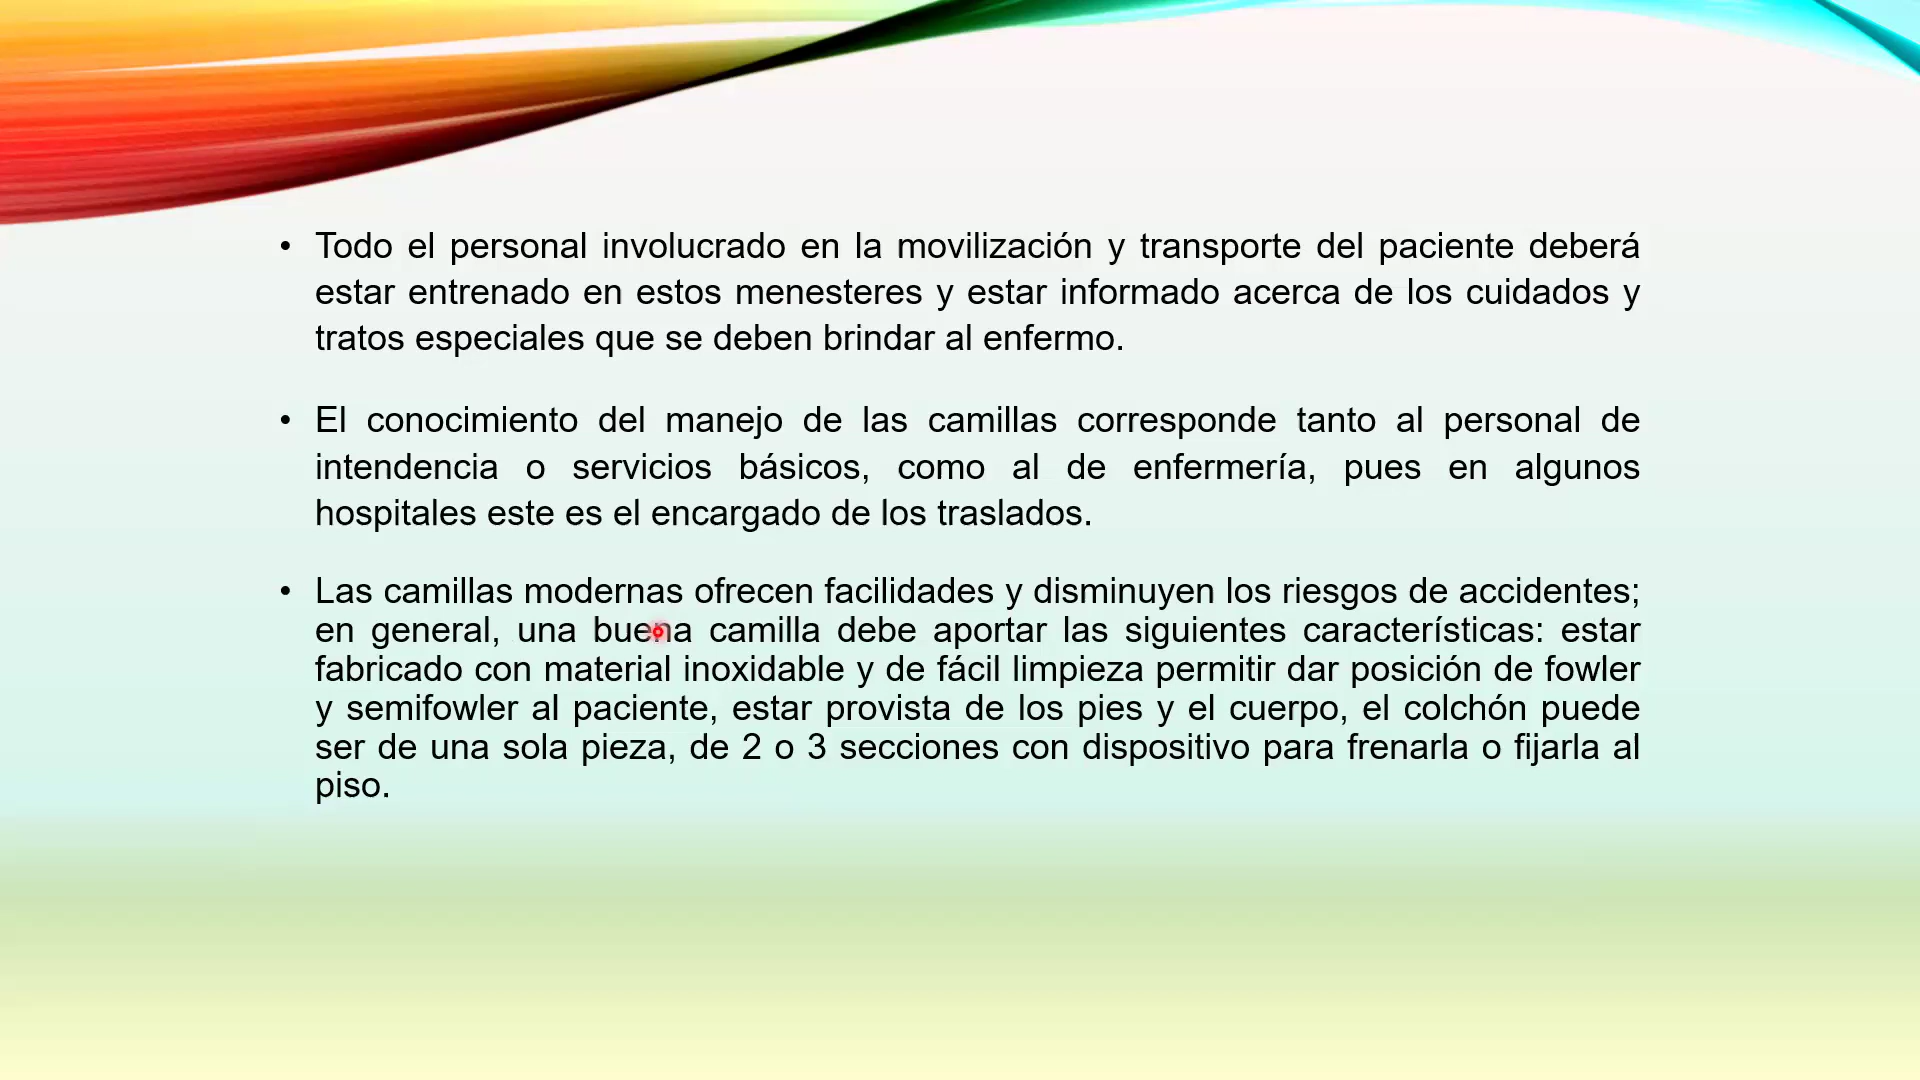 • Todo el personal involucrado en la movilización y transporte del paciente deberá
estar entrenado en estos menesteres y estar informado acerca de los cuidados y
tratos especiales que se deben brindar al enfermo.
• El conocimiento del manejo de las camillas corresponde tanto al personal de
intendencia o servicios básicos, como al de enfermería, pues en algunos
hospitales este es el encargado de los traslados.
• Las camillas modernas ofrecen facilidades y disminuyen los riesgos de accidentes;
en general, una buena camilla debe aportar las siguientes características: estar
fabricado con material inoxidable y de fácil limpieza permitir dar posición de fowler
y semifowler al paciente, estar provista de los pies y el cuerpo, el colchón puede
ser de una sola pieza, de 2 o 3 secciones con dispositivo para frenarla o fijarla al
piso.